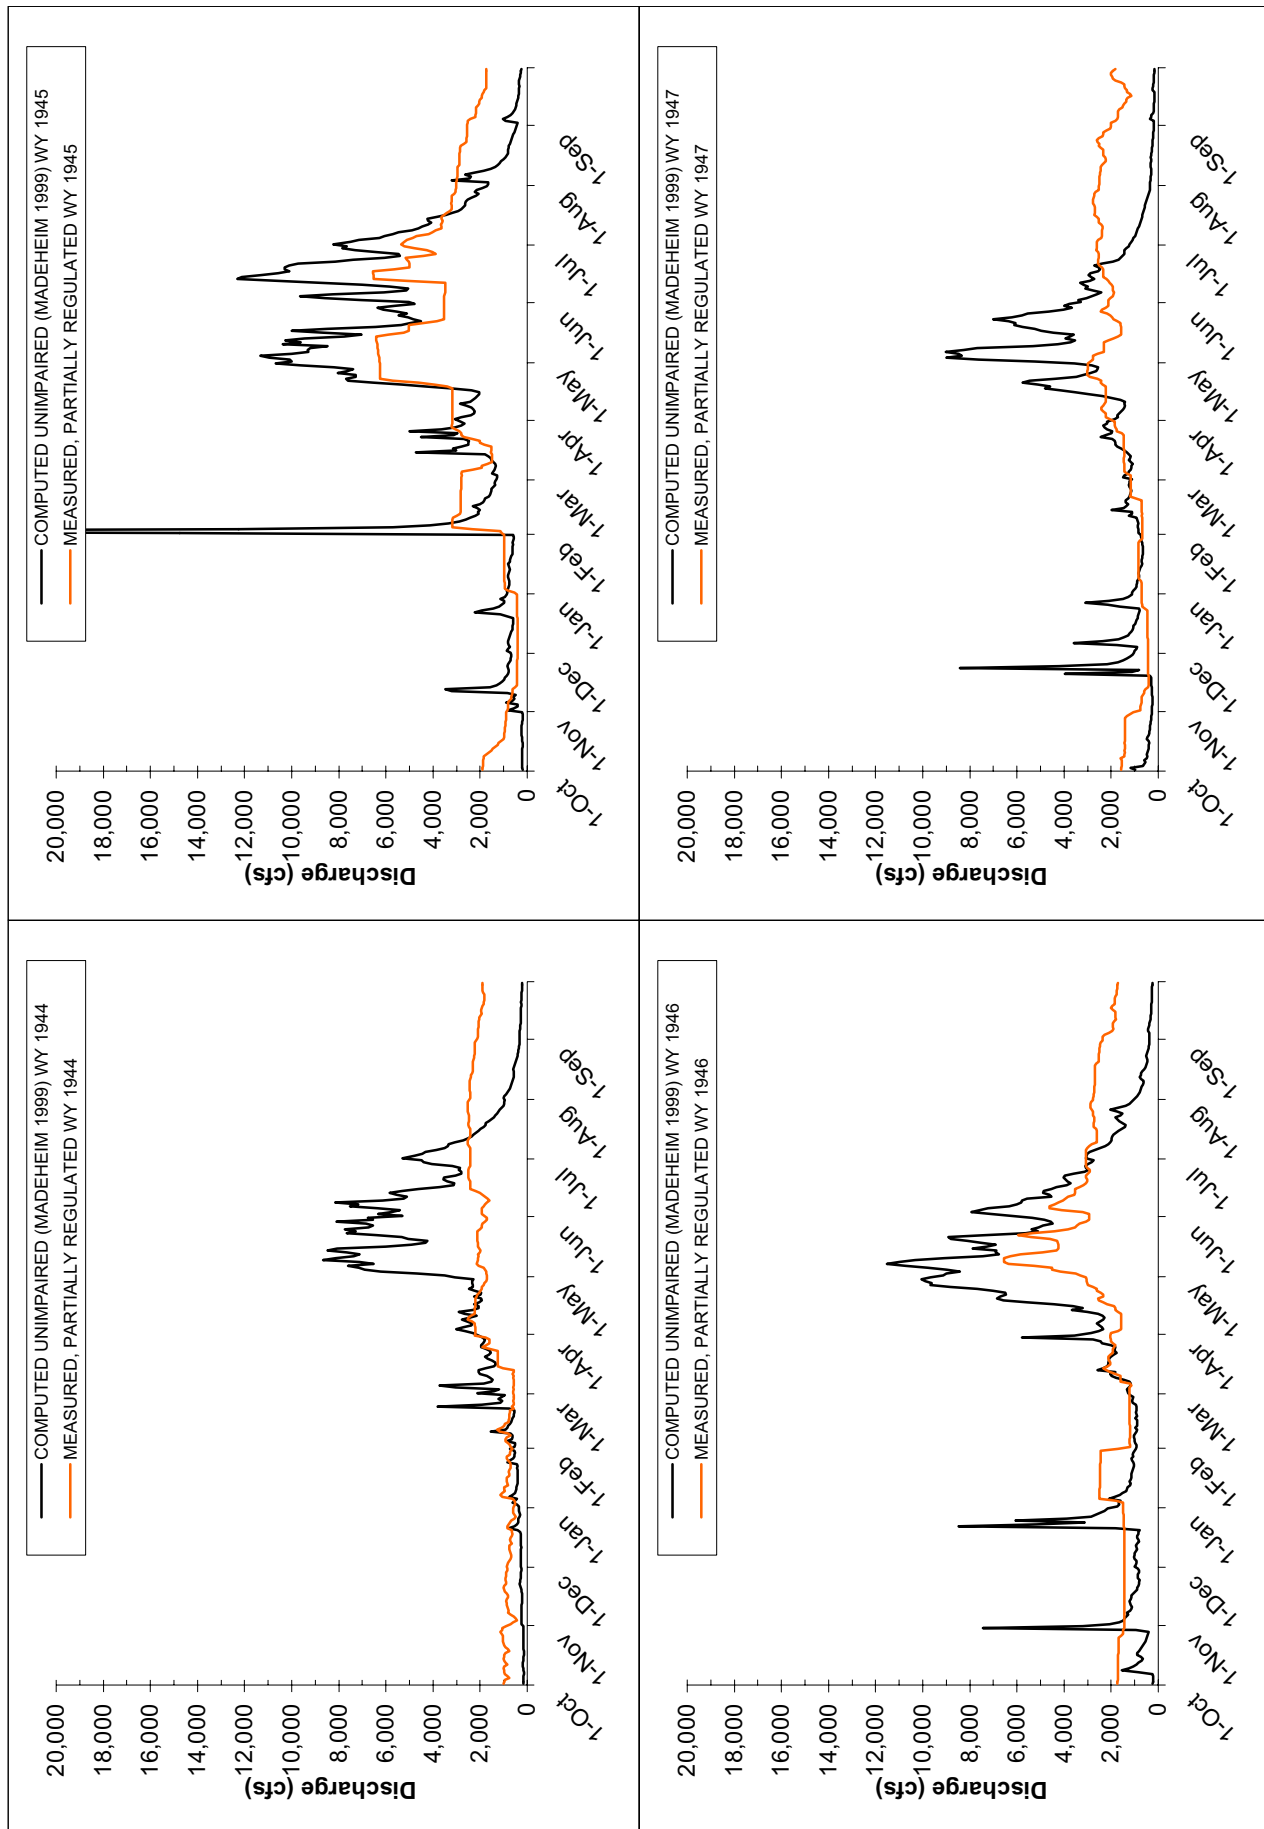 COMPUTED UNIMPAIRED (MADEHEIM 1999) WY 1944
MEASURED, PARTIALLY REGULATED WY 1944
Discharge (cfs)
20,000
18,000
16,000
14,000
12,000
10,000
8,000
6,000
4,000
2,000
0
1-Oct
1-Nov
1-Dec
1-Jan
1-Feb
1-Mar
1-Apr
1-May
1-Jun
1-Jul
1-Aug
1-Sep
COMPUTED UNIMPAIRED (MADEHEIM 1999) WY 1945
MEASURED, PARTIALLY REGULATED WY 1945
Discharge (cfs)
20,000
18,000
16,000
14,000
12,000
10,000
8,000
6,000
4,000
2,000
0
1-Oct
1-Nov
1-Dec
1-Jan
1-Feb
1-Mar
1-Apr
1-May
1-Jun
1-Jul
1-Aug
1-Sep
COMPUTED UNIMPAIRED (MADEHEIM 1999) WY 1946
MEASURED, PARTIALLY REGULATED WY 1946
Discharge (cfs)
20,000
18,000
16,000
14,000
12,000
10,000
8,000
6,000
4,000
2,000
0
1-Oct
1-Nov
1-Dec
1-Jan
1-Feb
1-Mar
1-Apr
1-May
1-Jun
1-Jul
1-Aug
1-Sep
COMPUTED UNIMPAIRED (MADEHEIM 1999) WY 1947
MEASURED, PARTIALLY REGULATED WY 1947
Discharge (cfs)
20,000
18,000
16,000
14,000
12,000
10,000
8,000
6,000
4,000
2,000
0
1-Oct
1-Nov
1-Dec
1-Jan
1-Feb
1-Mar
1-Apr
1-May
1-Jun
1-Jul
1-Aug
1-Sep